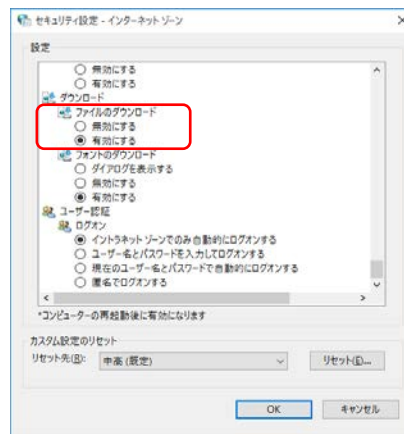 セキュリティ設定 - インターネット ゾーン
設定
無効にする
有効にする
ダウンロード
ファイルのダウンロード
無効にする
有効にする
フォントのダウンロード
ダイアログを表示する
無効にする
有効にする
ユーザー認証
ログオン
イントラネット ゾーンでのみ自動的にログオンする
ユーザー名とパスワードを入力してログオンする
現在のユーザー名とパスワードで自動的にログオンする
匿名でログオンする
*コンピューターの再起動後に有効になります
カスタム設定のリセット
リセット先(R): 中高 (既定) リセット(E)...
OK キャンセル